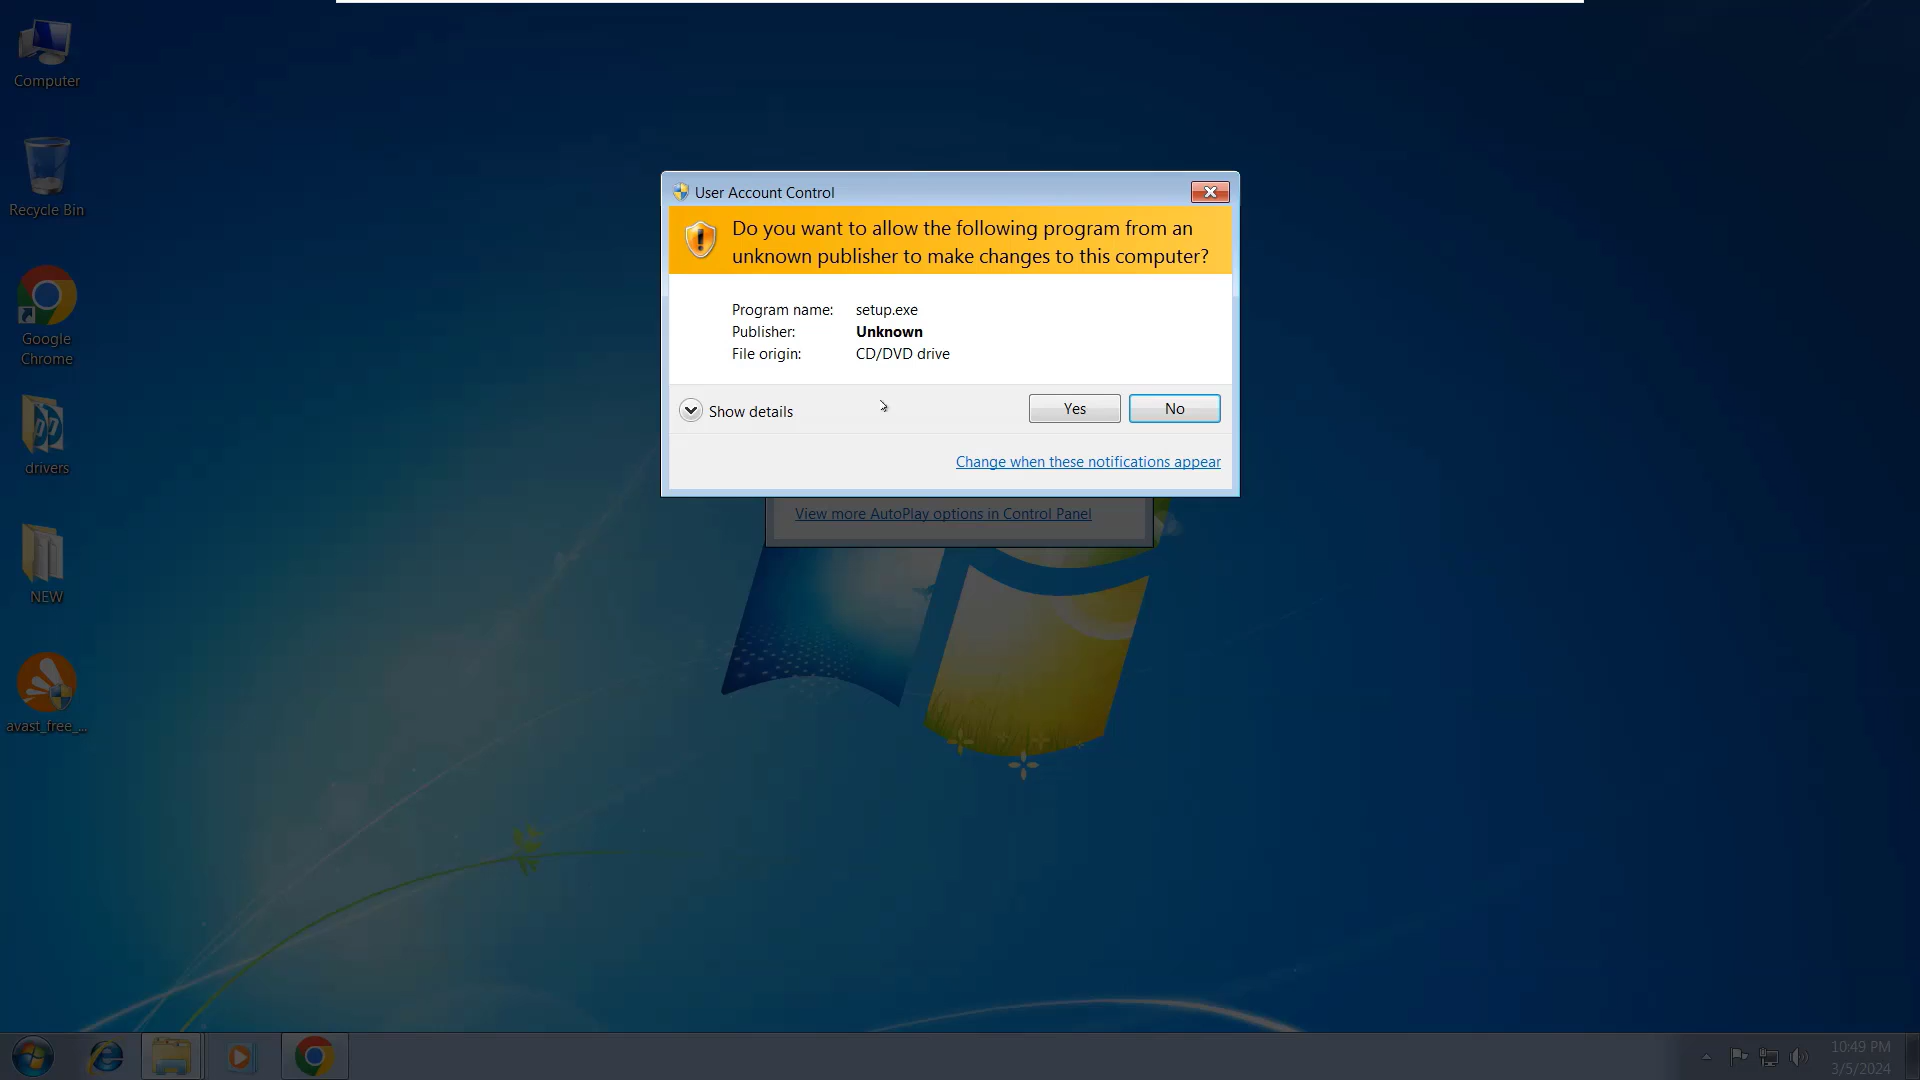 Computer
Recycle Bin
Google
Chrome
drivers
NEW
avast_free_...
User Account Control
Do you want to allow the following program from an
unknown publisher to make changes to this computer?
Program name: setup.exe
Publisher: Unknown
File origin: CD/DVD drive
Show details
Yes
No
Change when these notifications appear
View more AutoPlay options in Control Panel
10:49 PM
3/5/2024